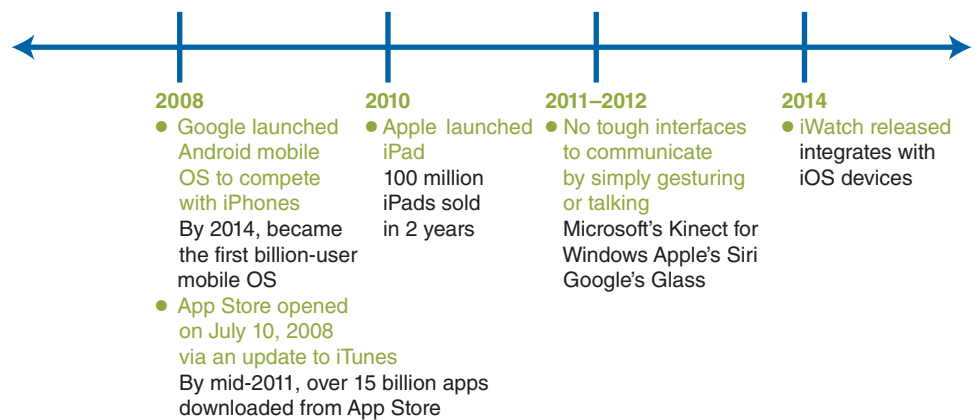 2008
● Google launched
Android mobile
OS to compete
with iPhones
By 2014, became
the first billion-user
mobile OS
● App Store opened
on July 10, 2008
via an update to iTunes
By mid-2011, over 15 billion apps
downloaded from App Store
2010
● Apple launched
iPad
100 million
iPads sold
in 2 years
2011–2012
● No tough interfaces
to communicate
by simply gesturing
or talking
Microsoft's Kinect for
Windows Apple's Siri
Google's Glass
2014
● iWatch released
integrates with
iOS devices